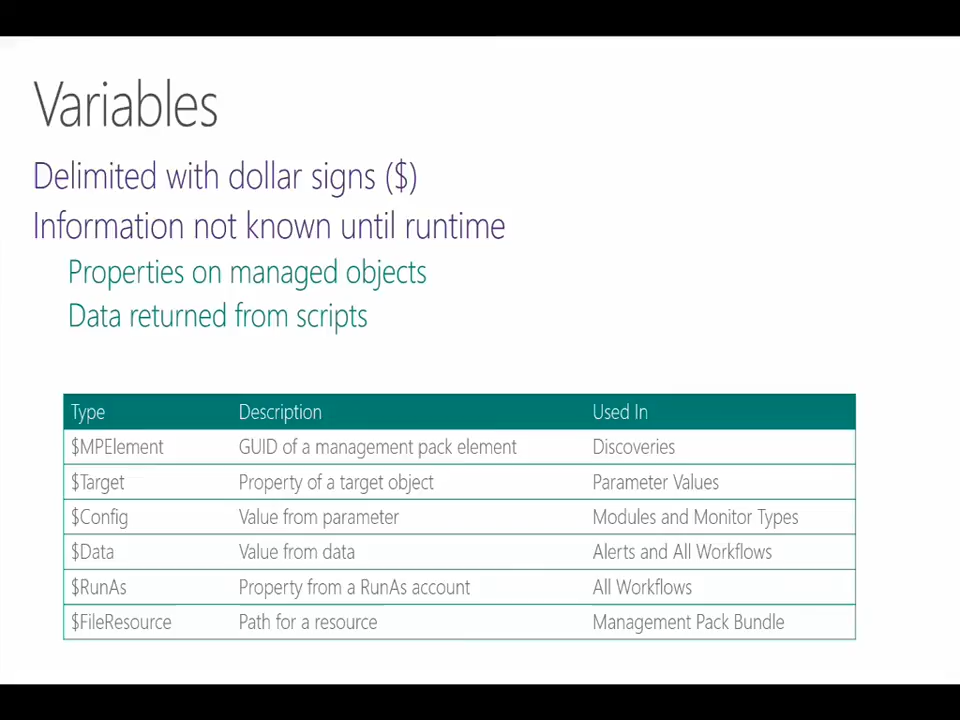 Variables
Delimited with dollar signs ($)
Information not known until runtime
Properties on managed objects
Data returned from scripts
Type Description Used In
$MPElement GUID of a management pack element Discoveries
$Target Property of a target object Parameter Values
$Config Value from parameter Modules and Monitor Types
$Data Value from data Alerts and All Workflows
$RunAs Property from a RunAs account All Workflows
$FileResource Path for a resource Management Pack Bundle